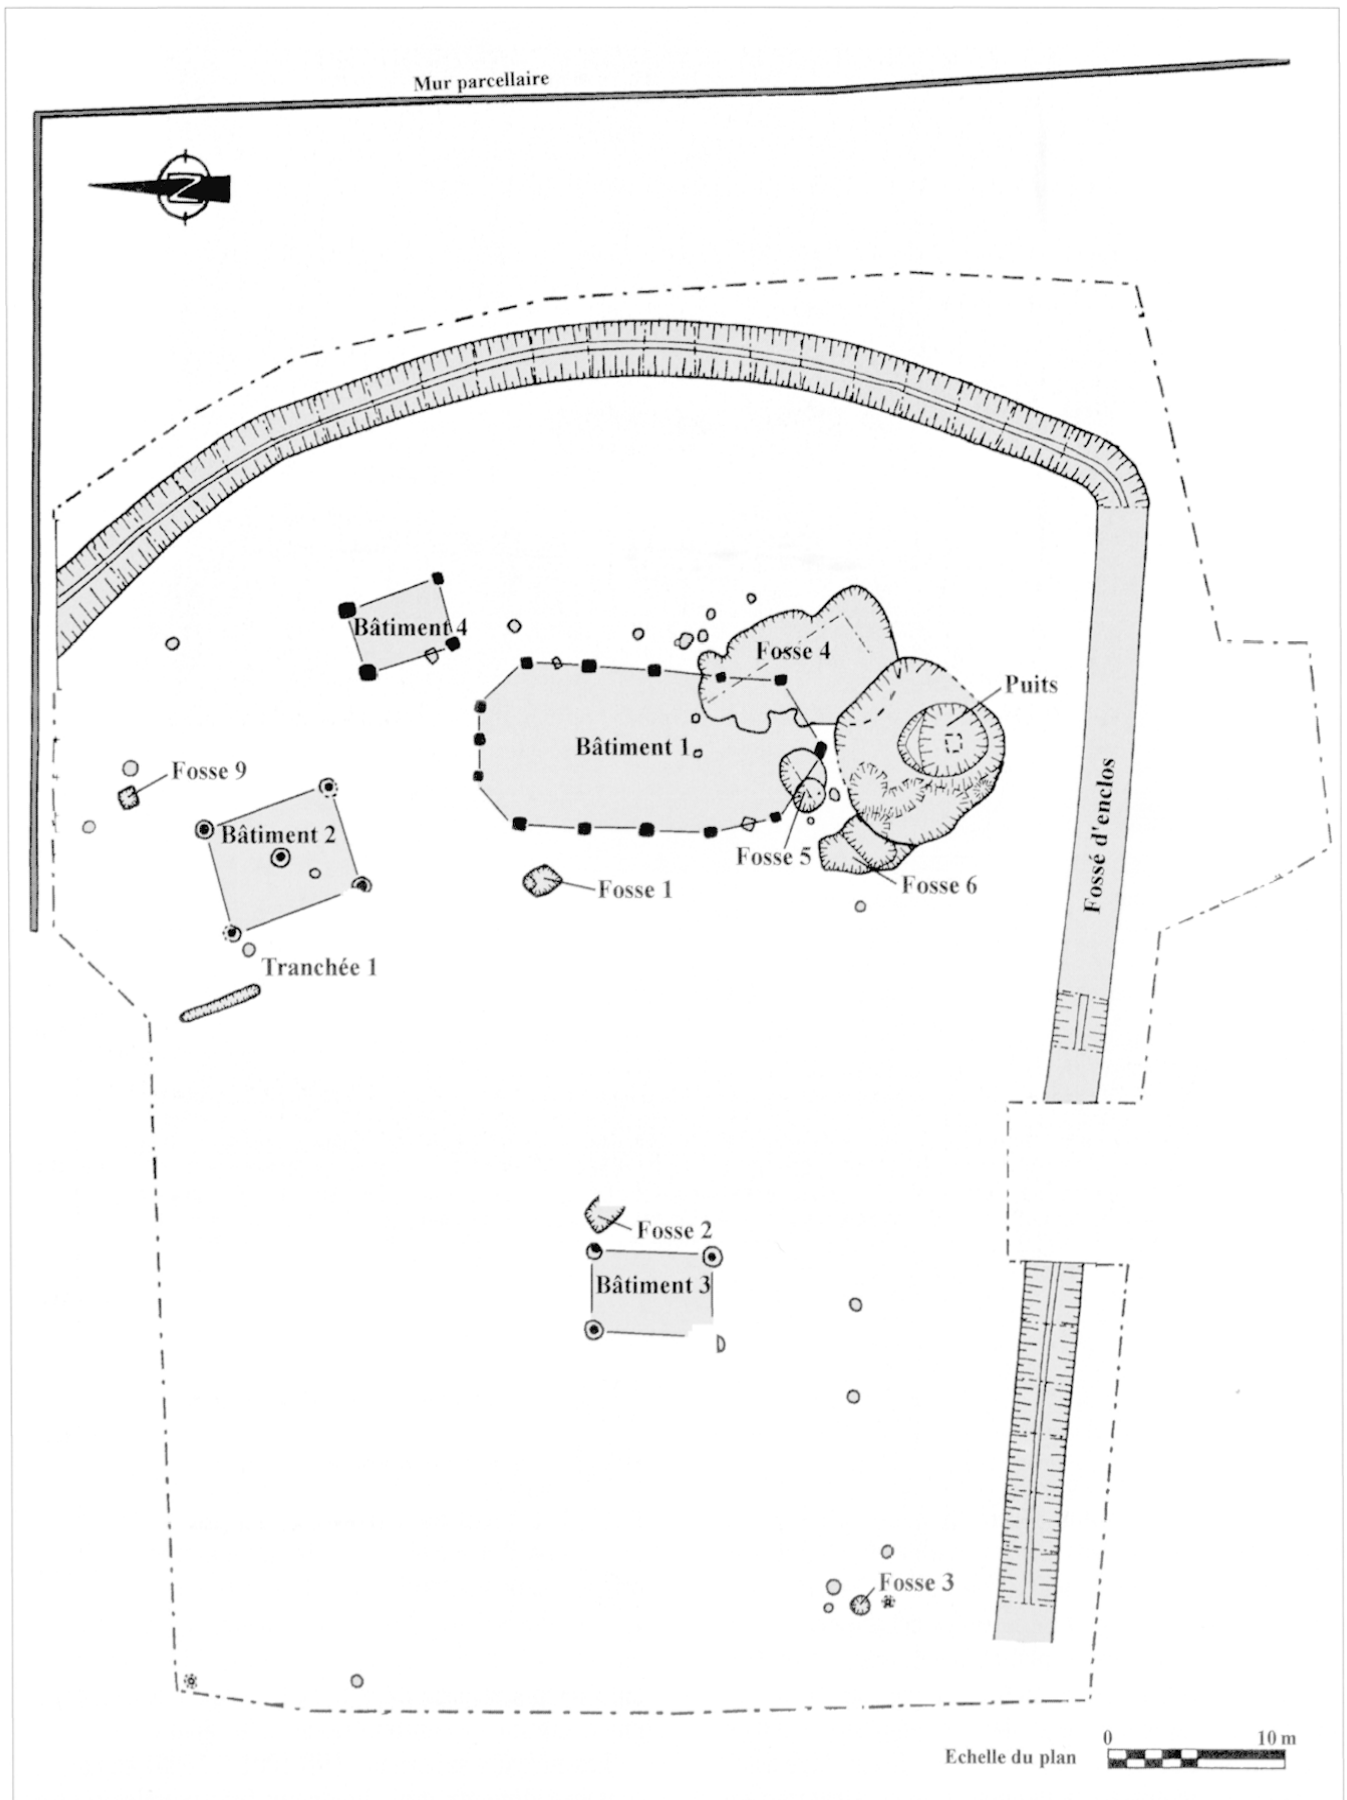 Mur parcellaire
N
Bâtiment 4
Fosse 4
Puits
Bâtiment 1
Fosse 9
Bâtiment 2
Fosse 5
Fosse 6
Fosse 1
Fossé d'enclos
Tranchée 1
Fosse 2
Bâtiment 3
Fosse 3
0 10 m
Echelle du plan